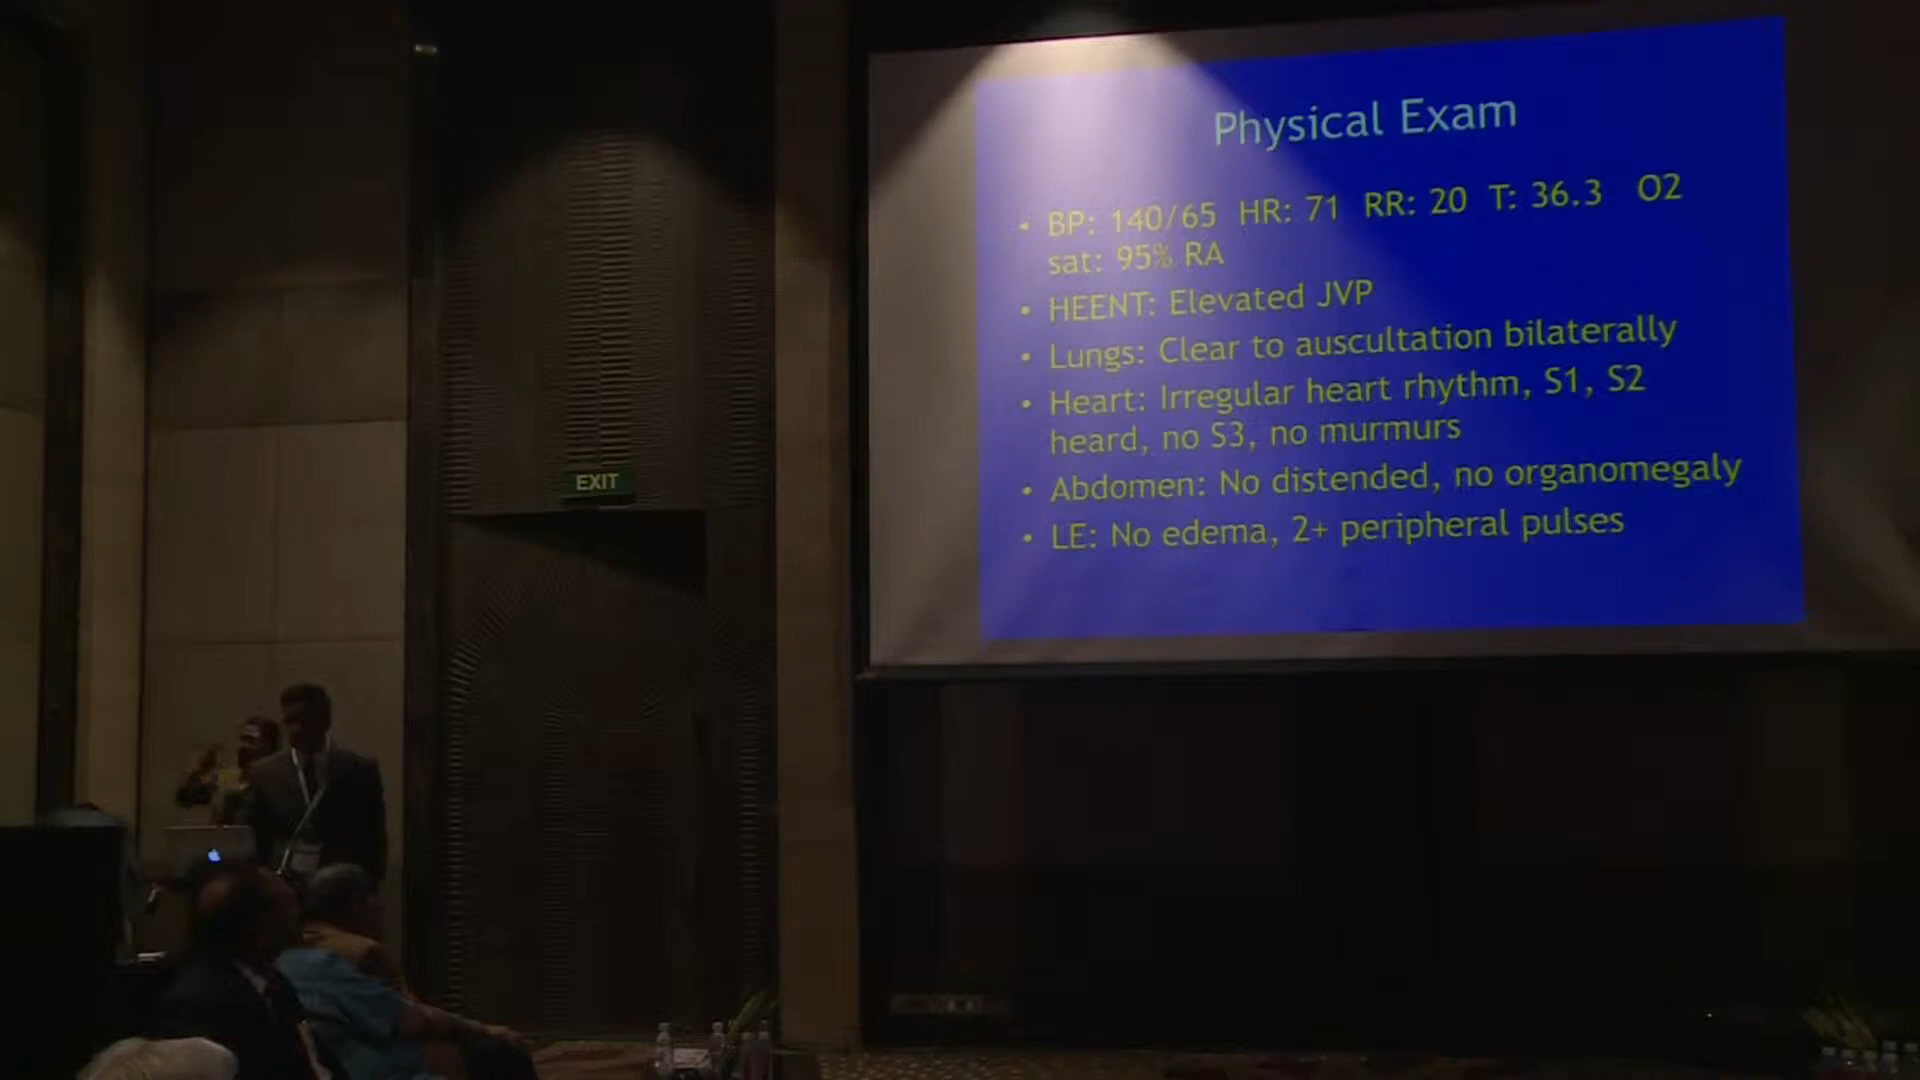 Physical Exam
• BP: 140/65 HR: 71 RR: 20 T: 36.3 O2
sat: 95% RA
• HEENT: Elevated JVP
• Lungs: Clear to auscultation bilaterally
• Heart: Irregular heart rhythm, S1, S2
heard, no S3, no murmurs
• Abdomen: No distended, no organomegaly
• LE: No edema, 2+ peripheral pulses
EXIT